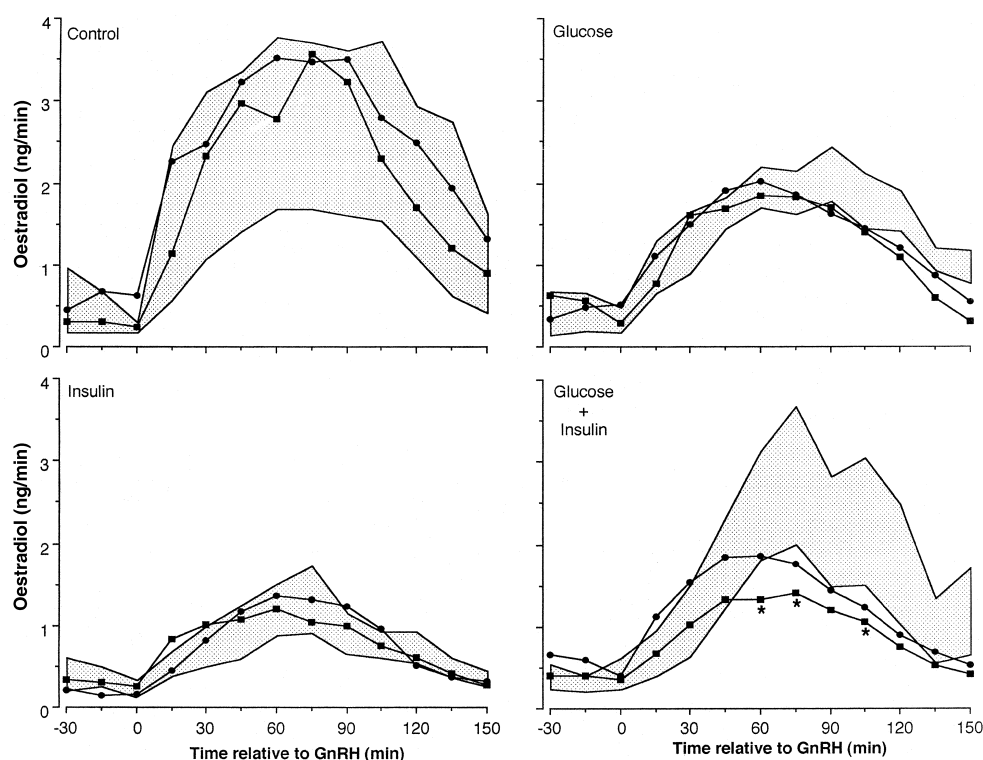 Control
Glucose
4
3
2
1
0
Oestradiol (ng/min)
Insulin
Glucose
+
Insulin
4
3
2
1
0
Oestradiol (ng/min)
* * *
-30 0 30 60 90 120 150
-30 0 30 60 90 120 150
Time relative to GnRH (min)
Time relative to GnRH (min)